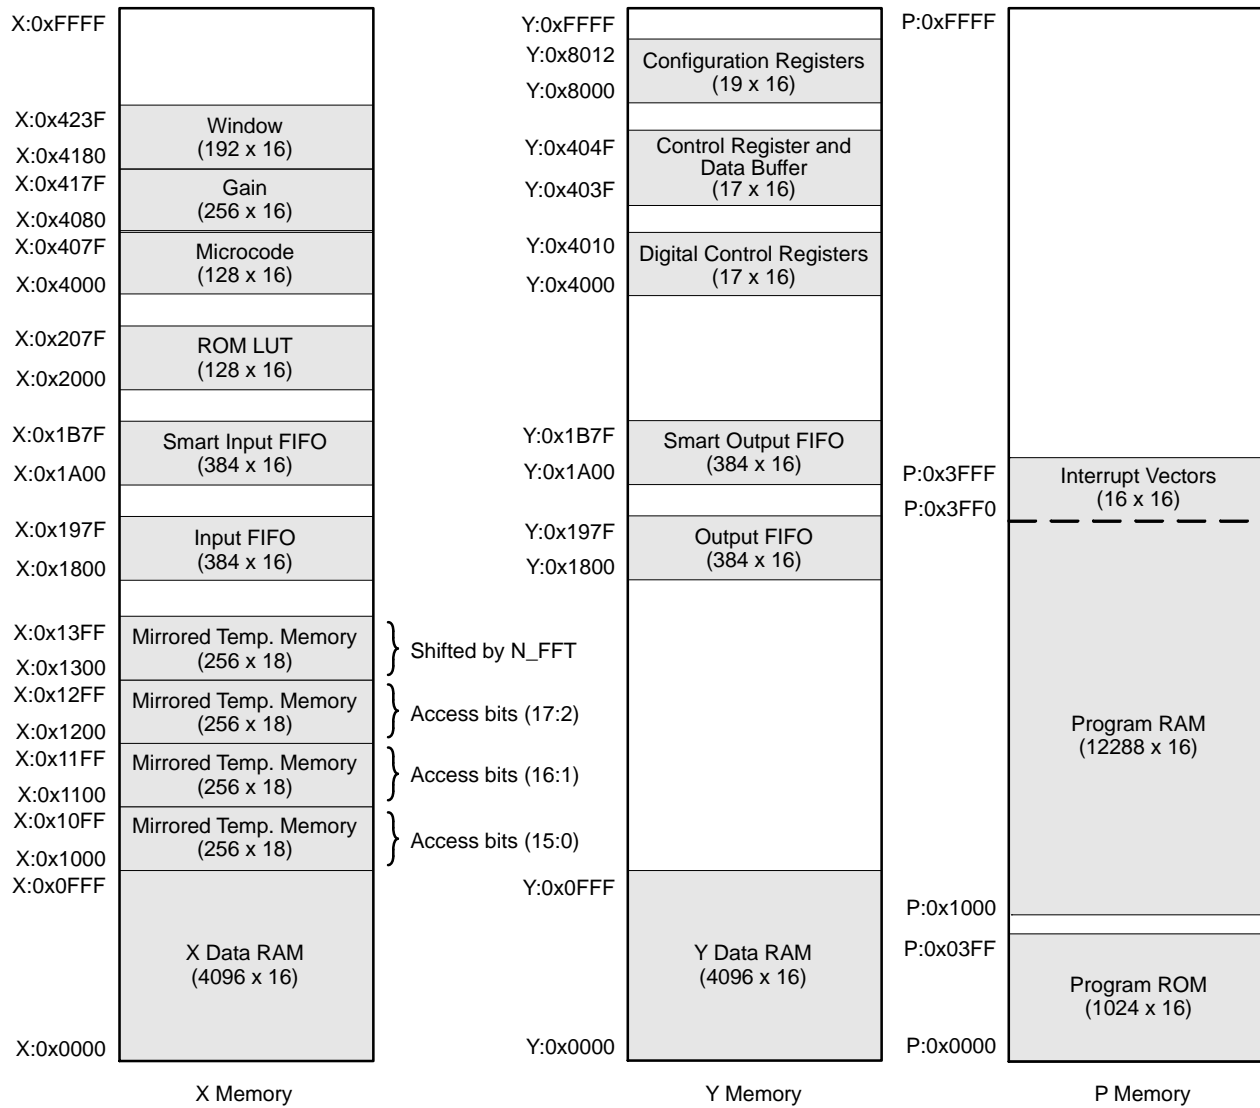 X:0xFFFF
X:0x423F
Window
(192 x 16)
X:0x4180
X:0x417F
Gain
(256 x 16)
X:0x4080
X:0x407F
Microcode
(128 x 16)
X:0x4000
X:0x207F
ROM LUT
(128 x 16)
X:0x2000
X:0x1B7F
Smart Input FIFO
(384 x 16)
X:0x1A00
X:0x197F
Input FIFO
(384 x 16)
X:0x1800
X:0x13FF
Mirrored Temp. Memory
(256 x 18)
Shifted by N_FFT
X:0x1300
X:0x12FF
Mirrored Temp. Memory
(256 x 18)
Access bits (17:2)
X:0x1200
X:0x11FF
Mirrored Temp. Memory
(256 x 18)
Access bits (16:1)
X:0x1100
X:0x10FF
Mirrored Temp. Memory
(256 x 18)
Access bits (15:0)
X:0x1000
X:0x0FFF
X Data RAM
(4096 x 16)
X:0x0000
X Memory
Y:0xFFFF
Y:0x8012
Configuration Registers
(19 x 16)
Y:0x8000
Y:0x404F
Control Register and
Data Buffer
(17 x 16)
Y:0x403F
Y:0x4010
Digital Control Registers
(17 x 16)
Y:0x4000
Y:0x1B7F
Smart Output FIFO
(384 x 16)
Y:0x1A00
Y:0x197F
Output FIFO
(384 x 16)
Y:0x1800
Y:0x0FFF
Y Data RAM
(4096 x 16)
Y:0x0000
Y Memory
P:0xFFFF
P:0x3FFF
Interrupt Vectors
(16 x 16)
P:0x3FF0
Program RAM
(12288 x 16)
P:0x1000
P:0x03FF
Program ROM
(1024 x 16)
P:0x0000
P Memory